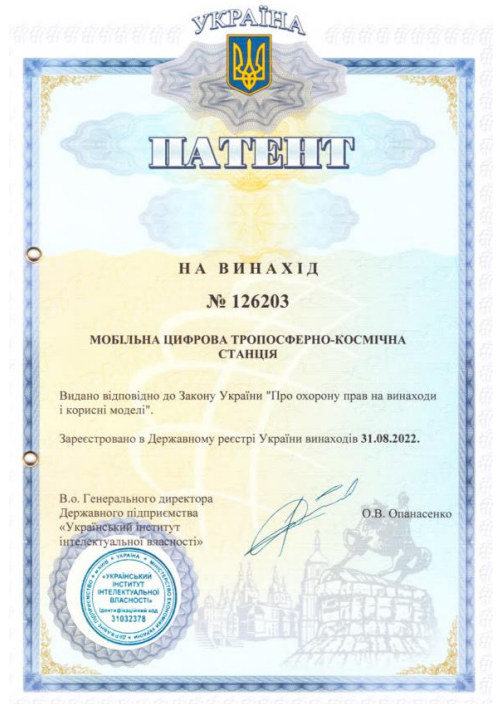 УКРАЇНА
ПАТЕНТ
НА ВИНАХІД
№ 126203
МОБІЛЬНА ЦИФРОВА ТРОПОСФЕРНО-КОСМІЧНА
СТАНЦІЯ
Видано відповідно до Закону України "Про охорону прав на винаходи
і корисні моделі".
Зареєстровано в Державному реєстрі України винаходів 31.08.2022.
В.о. Генерального директора
Державного підприємства
«Український інститут
інтелектуальної власності»
О.В. Опанасенко
«УКРАЇНСЬКИЙ
ІНСТИТУТ
ІНТЕЛЕКТУАЛЬНОЇ
ВЛАСНОСТІ»
Ідентифікаційний код
31032378